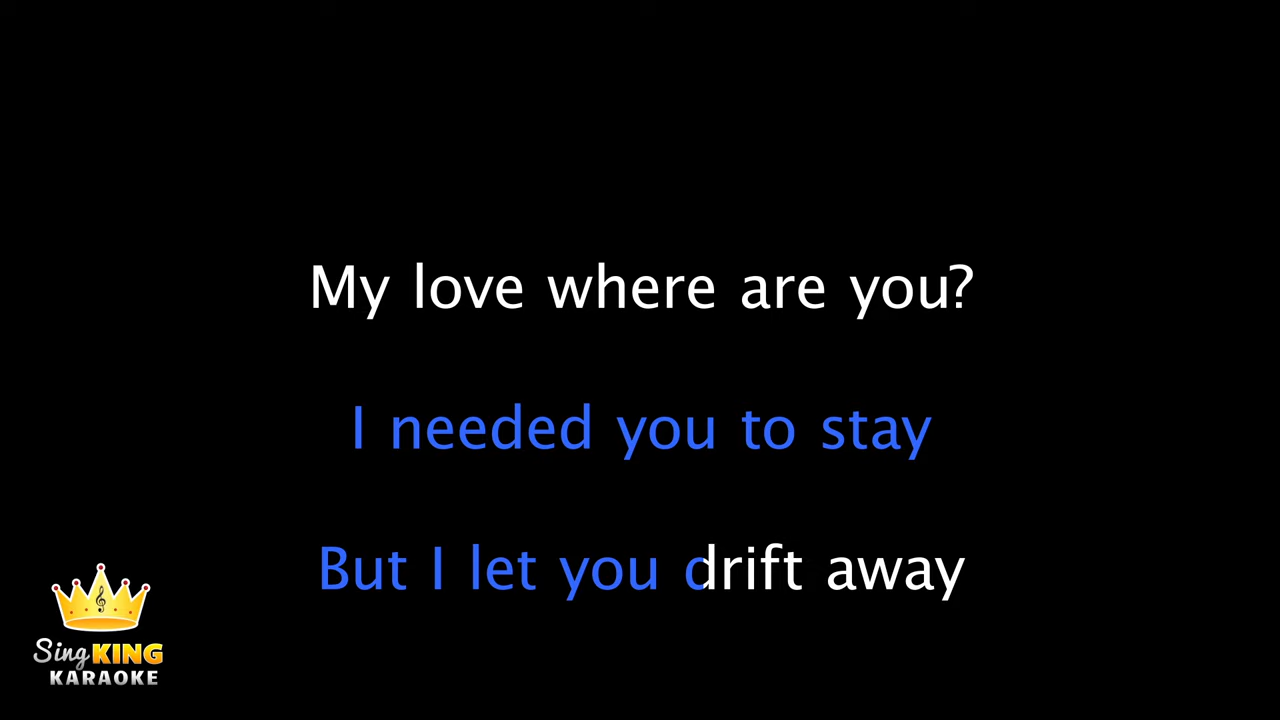 My love where are you?
I needed you to stay
But I let you drift away
Sing KING
KARAOKE